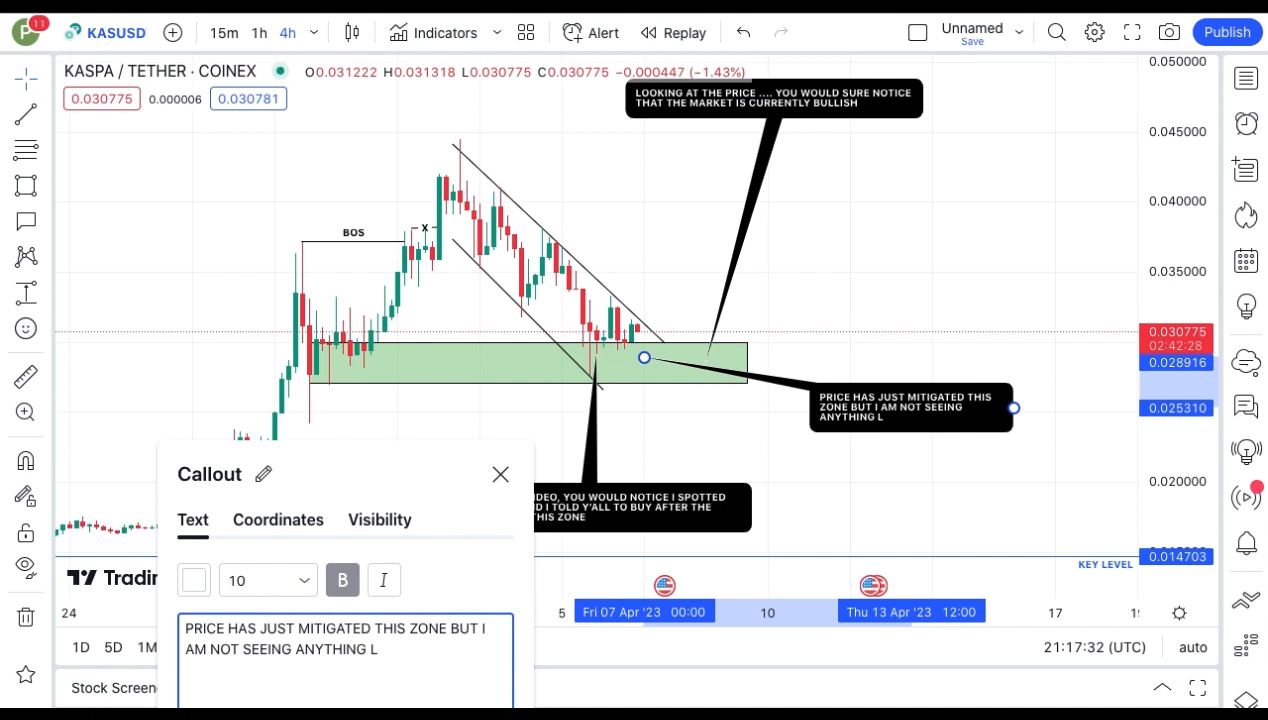 P
11
KASUSD
15m 1h 4h
Indicators
Alert
Replay
Unnamed
Save
Publish
KASPA / TETHER · COINEX
O0.031222 H0.031318 L0.030775 C0.030775 −0.000447 (−1.43%)
0.030775
0.000006
0.030781
LOOKING AT THE PRICE .... YOU WOULD SURE NOTICE
THAT THE MARKET IS CURRENTLY BULLISH
BOS
X
0.050000
0.045000
0.040000
0.035000
0.030775
02:42:28
0.028916
0.025310
0.020000
0.014703
PRICE HAS JUST MITIGATED THIS
ZONE BUT I AM NOT SEEING
ANYTHING L
IDEO, YOU WOULD NOTICE I SPOTTED
D I TOLD Y'ALL TO BUY AFTER THE
THIS ZONE
KEY LEVEL
Callout
Text Coordinates Visibility
10
B
I
PRICE HAS JUST MITIGATED THIS ZONE BUT I
AM NOT SEEING ANYTHING L
Tradin
24
5
Fri 07 Apr '23 00:00
10
Thu 13 Apr '23 12:00
17
1D 5D 1M
21:17:32 (UTC)
auto
Stock Screen